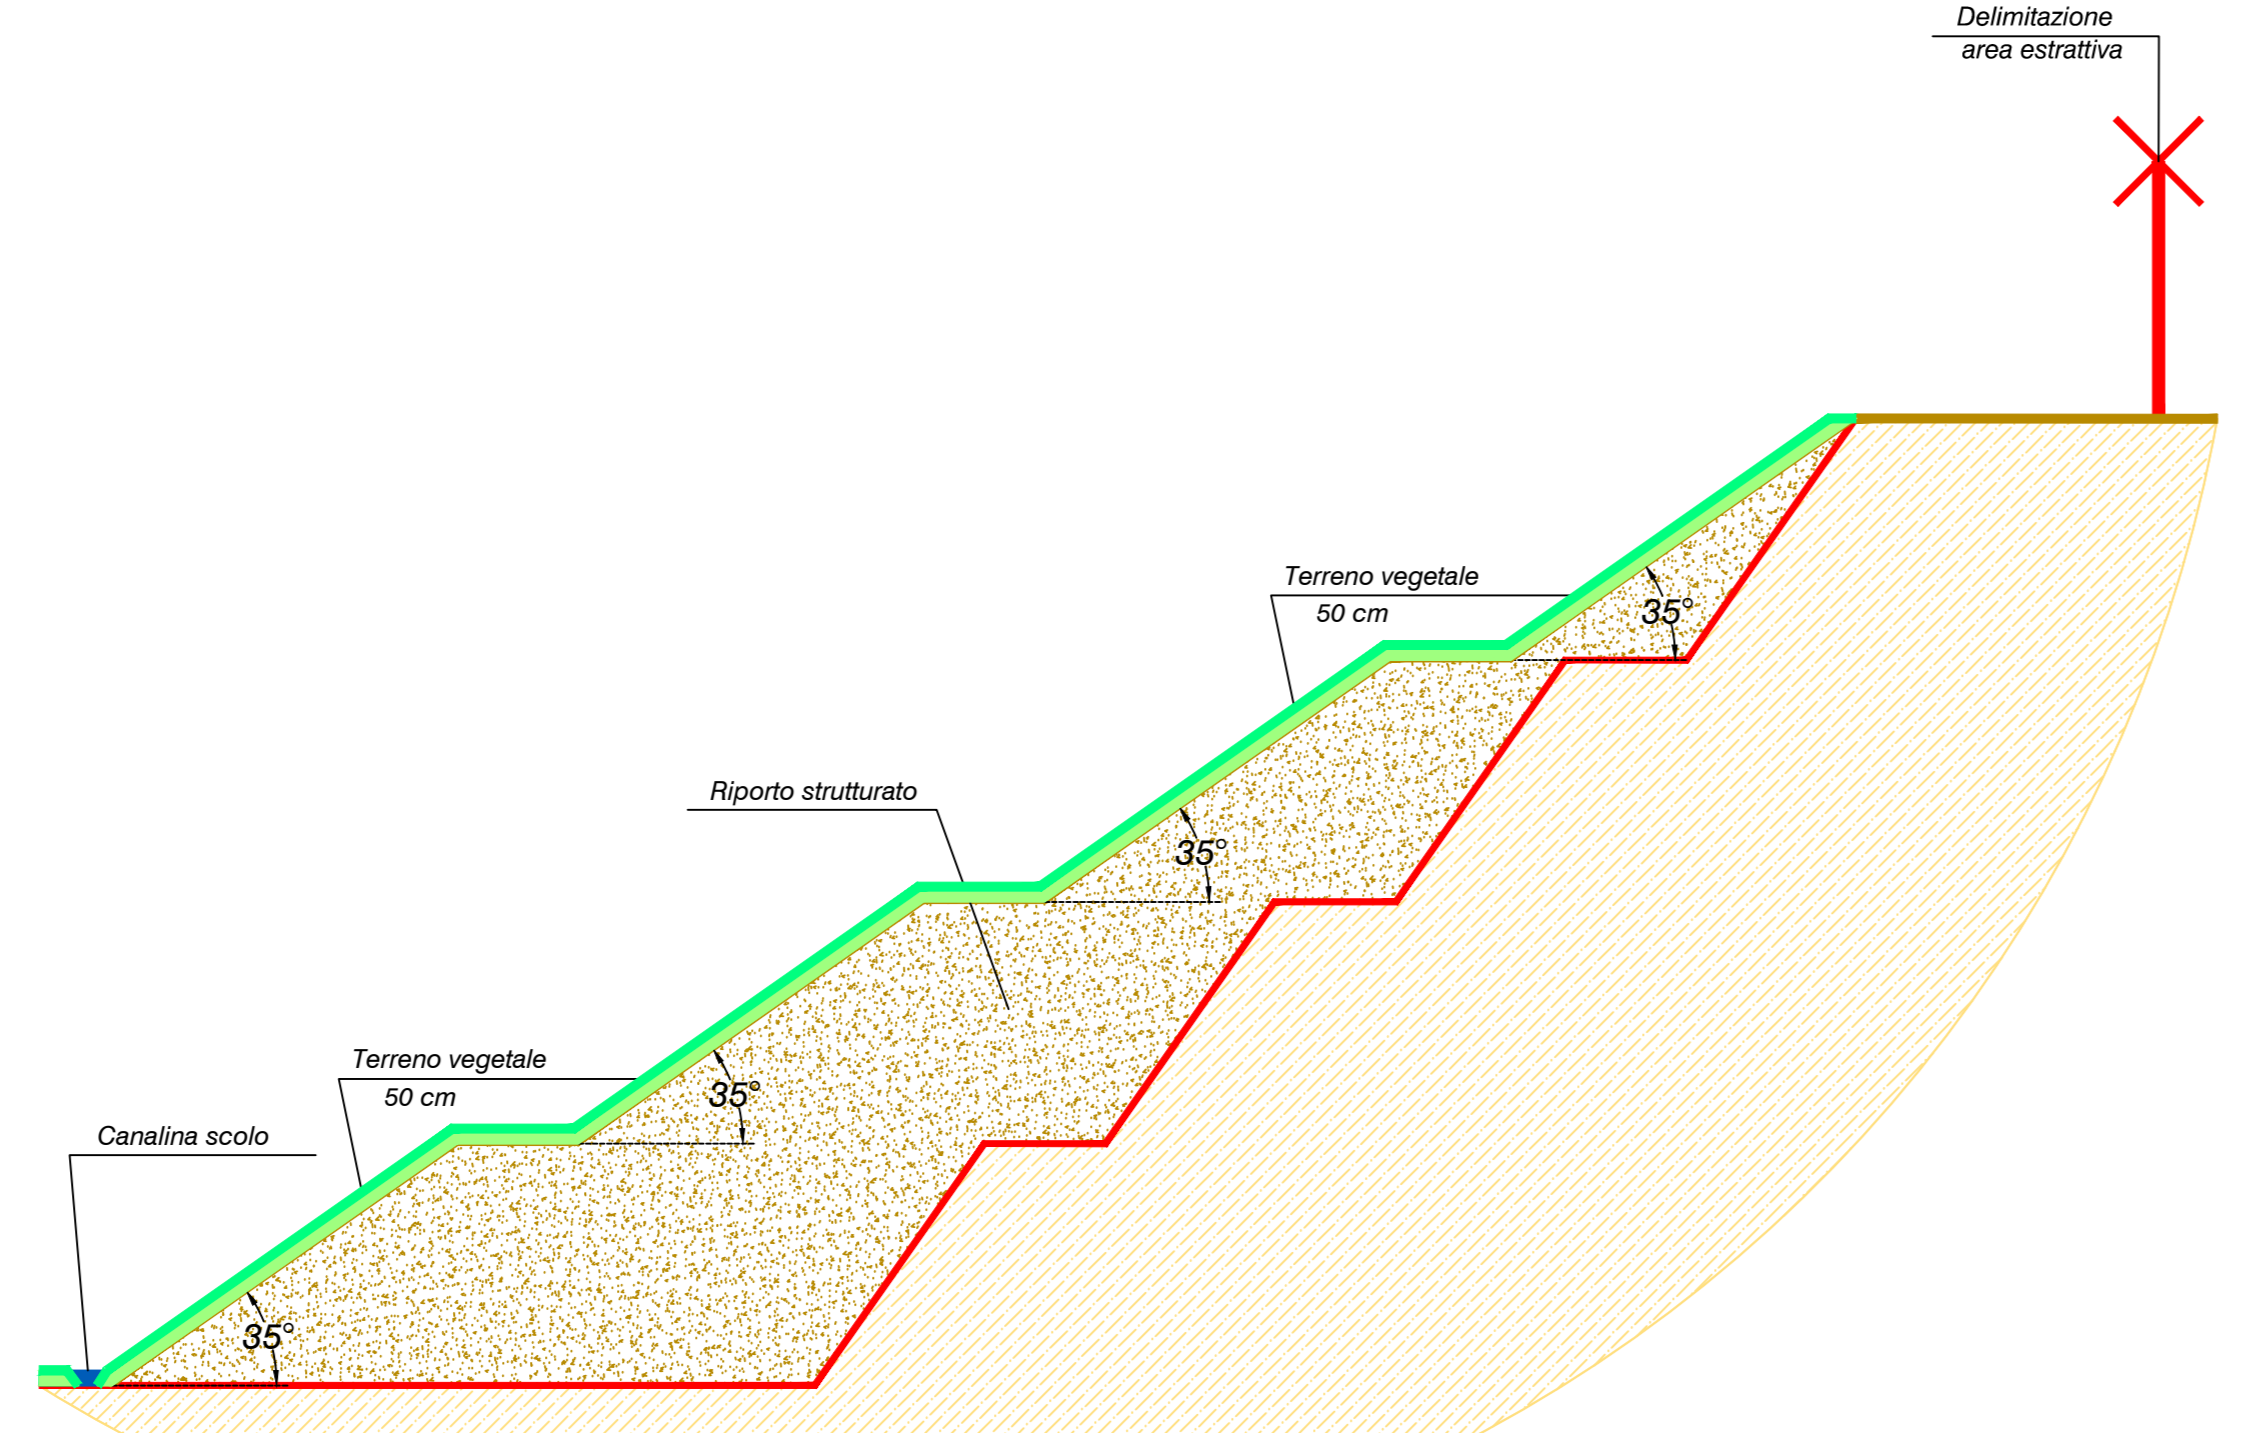 Delimitazione
area estrattiva
Terreno vegetale
50 cm
35°
Riporto strutturato
35°
Terreno vegetale
50 cm
35°
Canalina scolo
35°